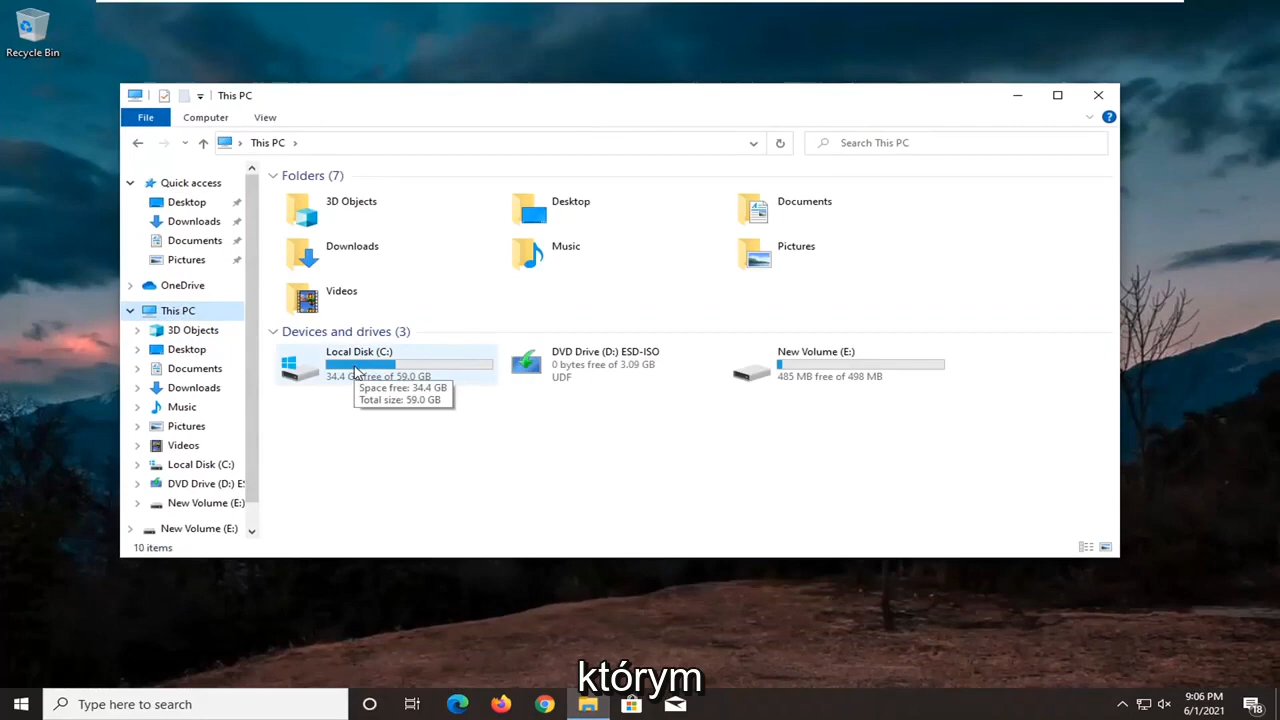 Recycle Bin
This PC
File
Computer
View
This PC
Search This PC
Quick access
Desktop
Downloads
Documents
Pictures
OneDrive
This PC
3D Objects
Desktop
Documents
Downloads
Music
Pictures
Videos
Local Disk (C:)
DVD Drive (D:) ES
New Volume (E:)
New Volume (E:)
Folders (7)
3D Objects
Desktop
Documents
Downloads
Music
Pictures
Videos
Devices and drives (3)
Local Disk (C:)
34.4 G free of 59.0 GB
Space free: 34.4 GB
Total size: 59.0 GB
DVD Drive (D:) ESD-ISO
0 bytes free of 3.09 GB
UDF
New Volume (E:)
485 MB free of 498 MB
10 items
którym
Type here to search
9:06 PM
6/1/2021
18